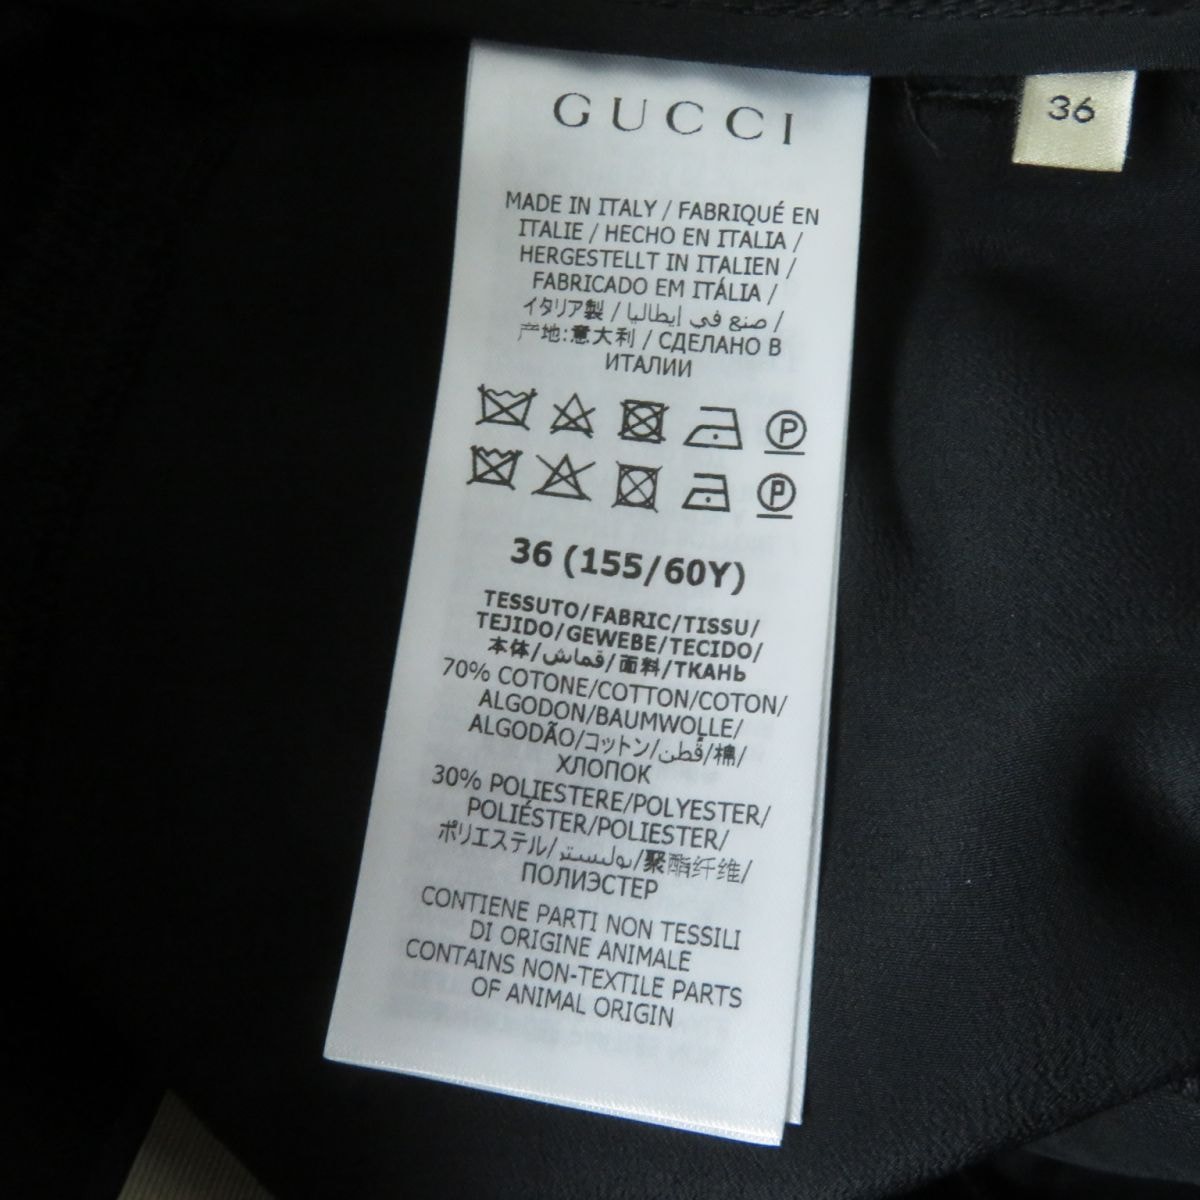 GUCCI
36
MADE IN ITALY / FABRIQUÉ EN
ITALIE / HECHO EN ITALIA /
HERGESTELLT IN ITALIEN /
FABRICADO EM ITÁLIA /
イタリア製 / صنع في إيطاليا /
产地:意大利 / СДЕЛАНО В
ИТАЛИИ
P
P
36 (155/60Y)
TESSUTO/FABRIC/TISSU/
TEJIDO/GEWEBE/TECIDO/
本体/قماش/面料/ТКАНЬ
70% COTONE/COTTON/COTON/
ALGODON/BAUMWOLLE/
ALGODÃO/コットン/قُطن/棉/
ХЛОПОК
30% POLIESTERE/POLYESTER/
POLIÉSTER/POLIESTER/
ポリエステル/بوليستر/聚酯纤维/
ПОЛИЭСТЕР
CONTIENE PARTI NON TESSILI
DI ORIGINE ANIMALE
CONTAINS NON-TEXTILE PARTS
OF ANIMAL ORIGIN